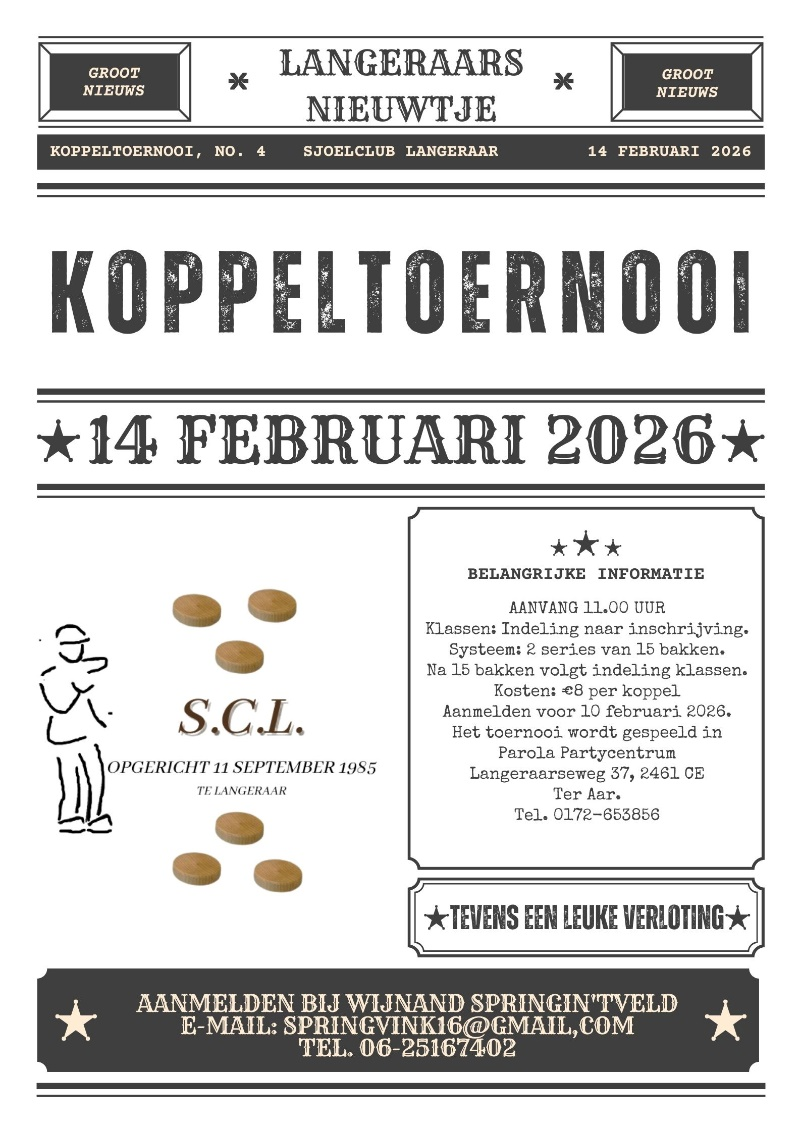 GROOT
NIEUWS
LANGERAARS
NIEUWTJE
GROOT
NIEUWS
KOPPELTOERNOOI, NO. 4 SJOELCLUB LANGERAAR 14 FEBRUARI 2026
KOPPELTOERNOOI
14 FEBRUARI 2026
S.C.L.
OPGERICHT 11 SEPTEMBER 1985
TE LANGERAAR
BELANGRIJKE INFORMATIE
AANVANG 11.00 UUR
Klassen: Indeling naar inschrijving.
Systeem: 2 series van 15 bakken.
Na 15 bakken volgt indeling klassen.
Kosten: €8 per koppel
Aanmelden voor 10 februari 2026.
Het toernooi wordt gespeeld in
Parola Partycentrum
Langeraarseweg 37, 2461 CE
Ter Aar.
Tel. 0172-653856
TEVENS EEN LEUKE VERLOTING
AANMELDEN BIJ WIJNAND SPRINGIN'TVELD
E-MAIL: SPRINGVINK16@GMAIL,COM
TEL. 06-25167402